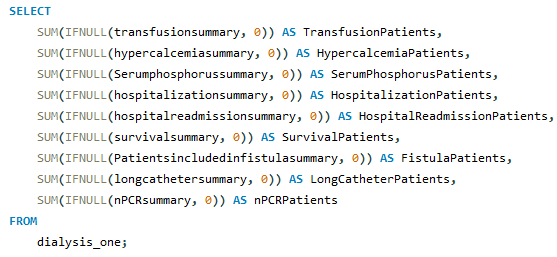 SELECT
SUM(IFNULL(transfusionsummary, 0)) AS TransfusionPatients,
SUM(IFNULL(hypercalcemiasummary, 0)) AS HypercalcemiaPatients,
SUM(IFNULL(Serumphosphorussummary, 0)) AS SerumPhosphorusPatients,
SUM(IFNULL(hospitalizationsummary, 0)) AS HospitalizationPatients,
SUM(IFNULL(hospitalreadmissionsummary, 0)) AS HospitalReadmissionPatients,
SUM(IFNULL(survivalsummary, 0)) AS SurvivalPatients,
SUM(IFNULL(Patientsincludedinfistulasummary, 0)) AS FistulaPatients,
SUM(IFNULL(longcathetersummary, 0)) AS LongCatheterPatients,
SUM(IFNULL(nPCRsummary, 0)) AS nPCRPatients
FROM
dialysis_one;